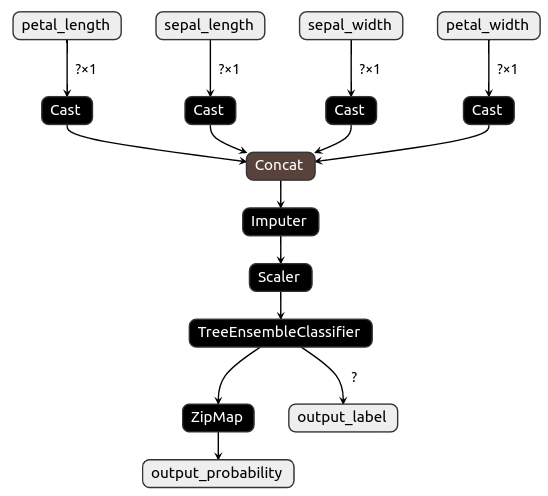 petal_length sepal_length sepal_width petal_width
?×1 ?×1 ?×1 ?×1
Cast Cast Cast Cast
Concat
Imputer
Scaler
TreeEnsembleClassifier
?
ZipMap output_label
output_probability